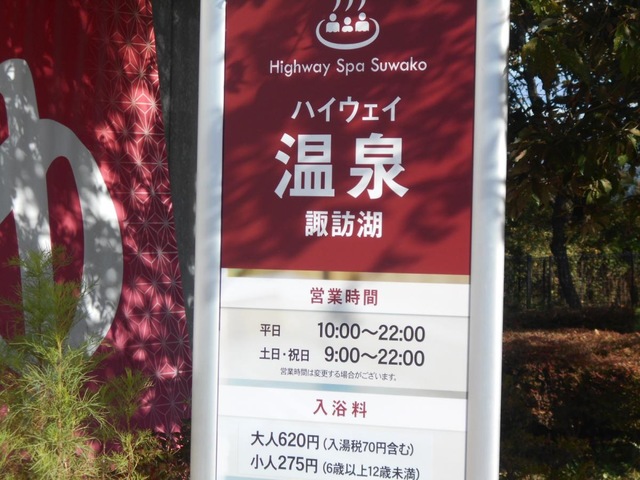 Highway Spa Suwako
ハイウェイ
温泉
諏訪湖
営業時間
平日 10:00～22:00
土日・祝日 9:00～22:00
営業時間は変更する場合がございます。
入浴料
大人620円(入湯税70円含む)
小人275円(6歳以上12歳未満)